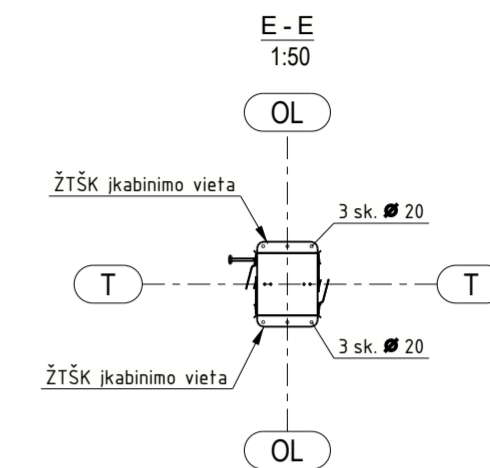 E - E
1:50
OL
ŽTŠK įkabinimo vieta
3 sk. Ø 20
T
T
3 sk. Ø 20
ŽTŠK įkabinimo vieta
OL